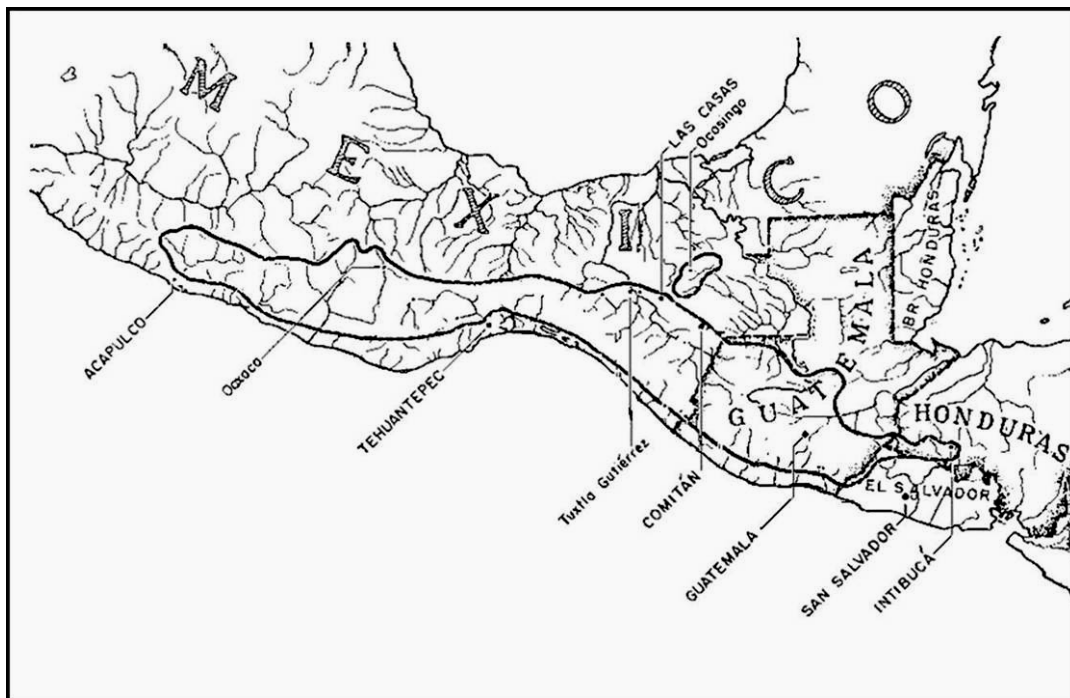 MEXICO
LAS CASAS
Ocosingo
BR. HONDURAS
GUATEMALA
HONDURAS
EL SALVADOR
ACAPULCO
Oaxaca
TEHUANTEPEC
Tuxtla Gutiérrez
COMITÁN
GUATEMALA
SAN SALVADOR
INTIBUCÁ